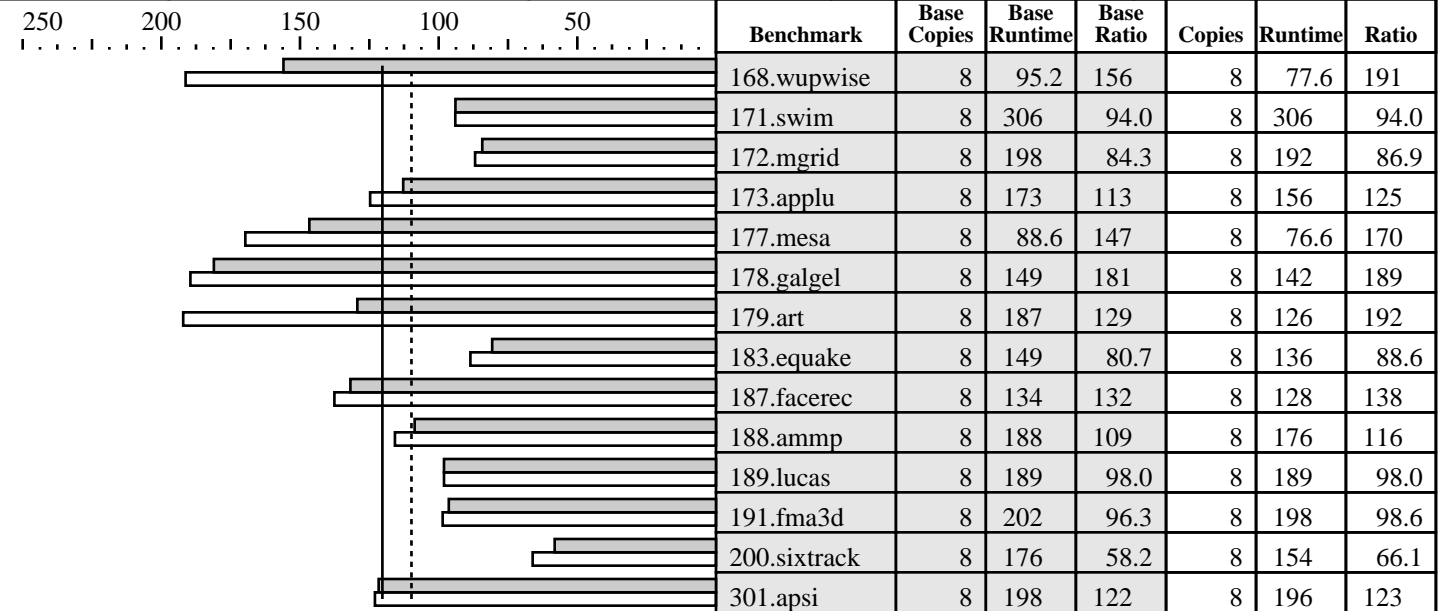 250 200 150 100 50
Benchmark Base Copies Base Runtime Base Ratio Copies Runtime Ratio
168.wupwise 8 95.2 156 8 77.6 191
171.swim 8 306 94.0 8 306 94.0
172.mgrid 8 198 84.3 8 192 86.9
173.applu 8 173 113 8 156 125
177.mesa 8 88.6 147 8 76.6 170
178.galgel 8 149 181 8 142 189
179.art 8 187 129 8 126 192
183.equake 8 149 80.7 8 136 88.6
187.facerec 8 134 132 8 128 138
188.ammp 8 188 109 8 176 116
189.lucas 8 189 98.0 8 189 98.0
191.fma3d 8 202 96.3 8 198 98.6
200.sixtrack 8 176 58.2 8 154 66.1
301.apsi 8 198 122 8 196 123